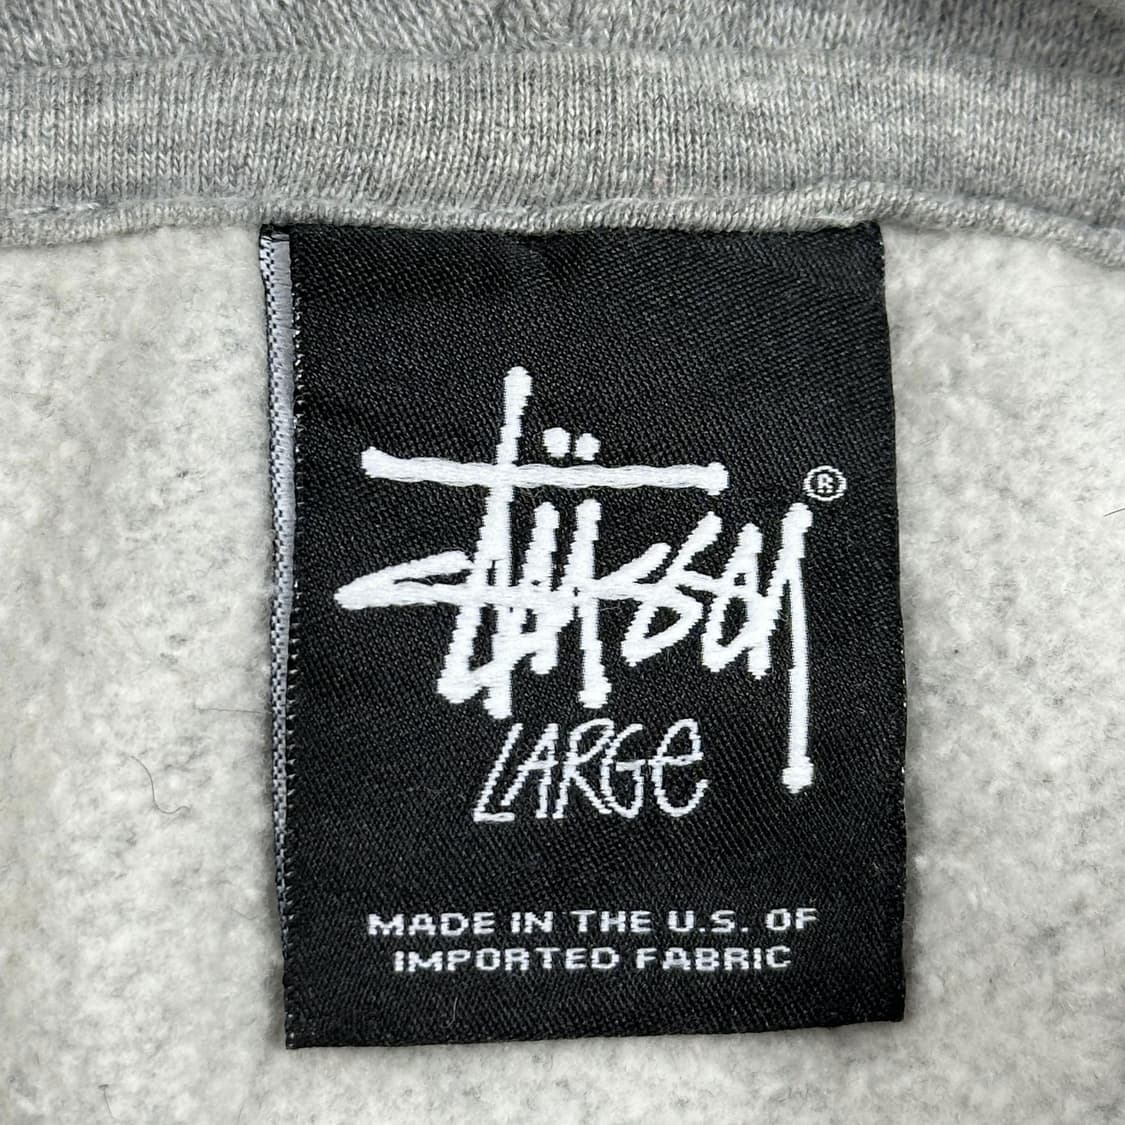 Stüssy®
LARGe
MADE IN THE U.S. OF
IMPORTED FABRIC